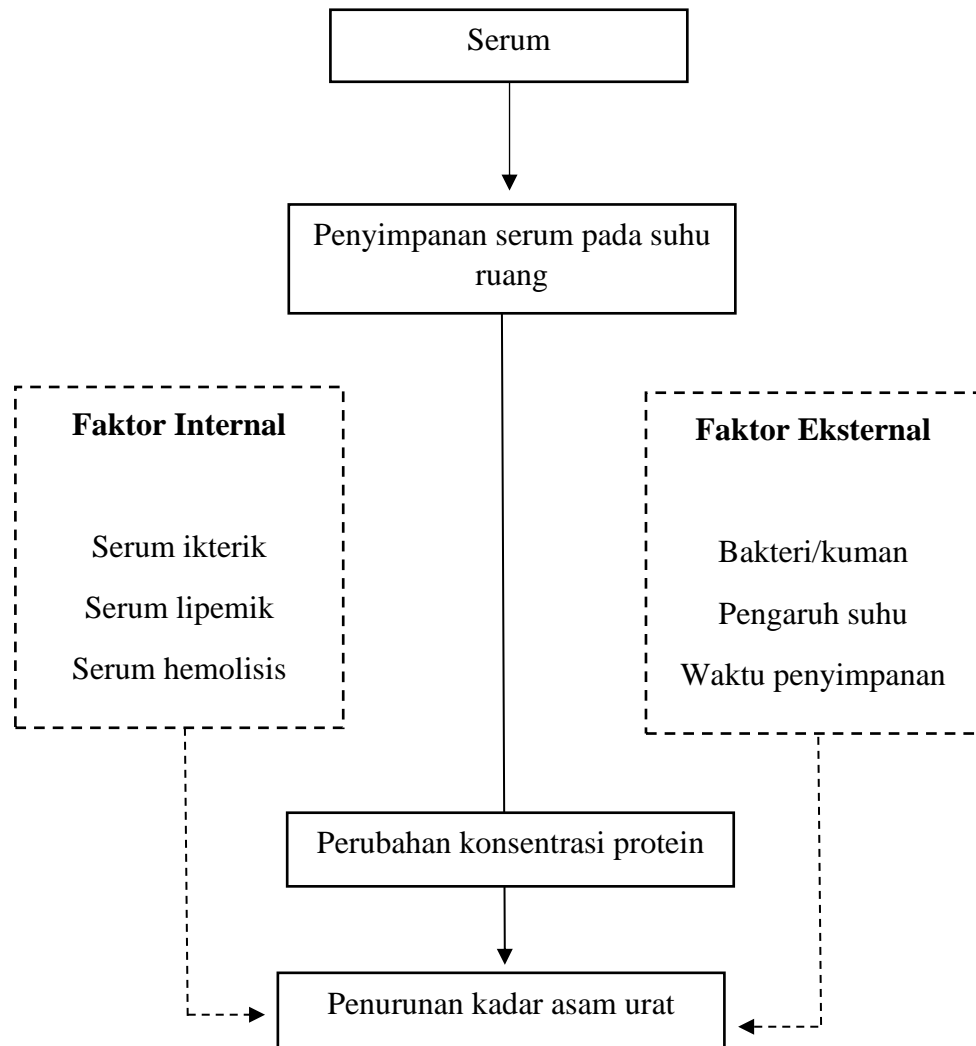 Serum
Penyimpanan serum pada suhu
ruang
Faktor Internal
Serum ikterik
Serum lipemik
Serum hemolisis
Faktor Eksternal
Bakteri/kuman
Pengaruh suhu
Waktu penyimpanan
Perubahan konsentrasi protein
Penurunan kadar asam urat